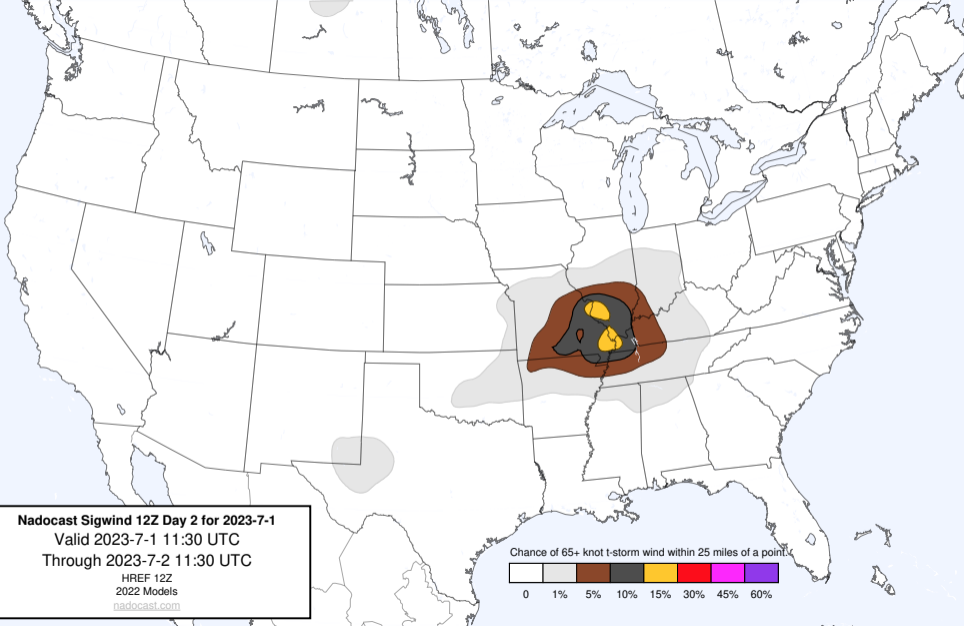 Nadocast Sigwind 12Z Day 2 for 2023-7-1
Valid 2023-7-1 11:30 UTC
Through 2023-7-2 11:30 UTC
HREF 12Z
2022 Models
nadocast.com
Chance of 65+ knot t-storm wind within 25 miles of a point.
0 1% 5% 10% 15% 30% 45% 60%